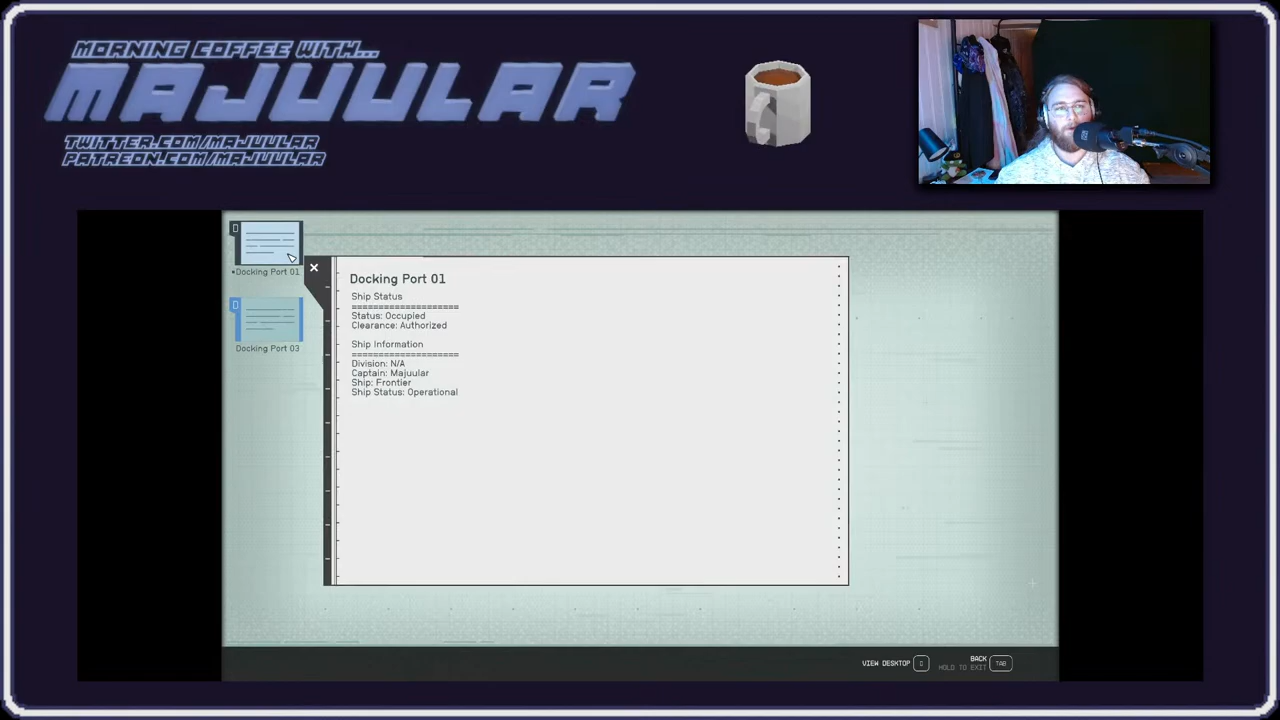 MORNING COFFEE WITH...
MAJUULAR
TWITTER.COM/MAJUULAR
PATREON.COM/MAJUULAR
•Docking Port 01
Docking Port 03
Docking Port 01
Ship Status
====================
Status: Occupied
Clearance: Authorized
Ship Information
====================
Division: N/A
Captain: Majuular
Ship: Frontier
Ship Status: Operational
VIEW DESKTOP
BACK
HOLD TO EXIT
TAB